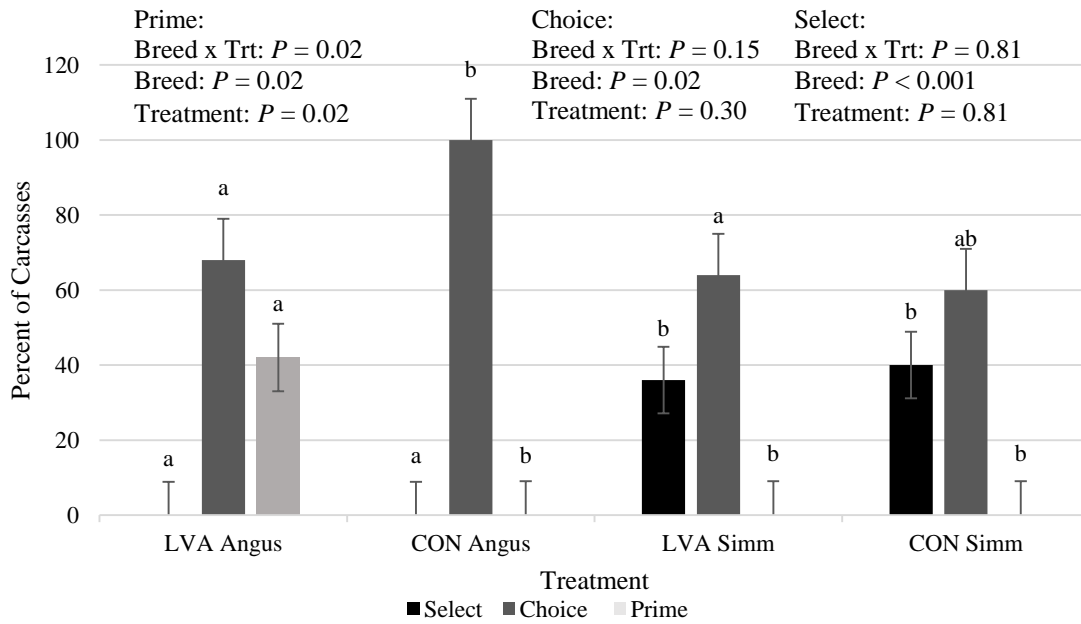 Prime:
Breed x Trt: P = 0.02
Breed: P = 0.02
Treatment: P = 0.02
Choice:
Breed x Trt: P = 0.15
Breed: P = 0.02
Treatment: P = 0.30
Select:
Breed x Trt: P = 0.81
Breed: P < 0.001
Treatment: P = 0.81
Percent of Carcasses
120
100
80
60
40
20
0
a
a
a
a
b
b
b
a
b
b
ab
b
LVA Angus
CON Angus
LVA Simm
CON Simm
Treatment
Select
Choice
Prime